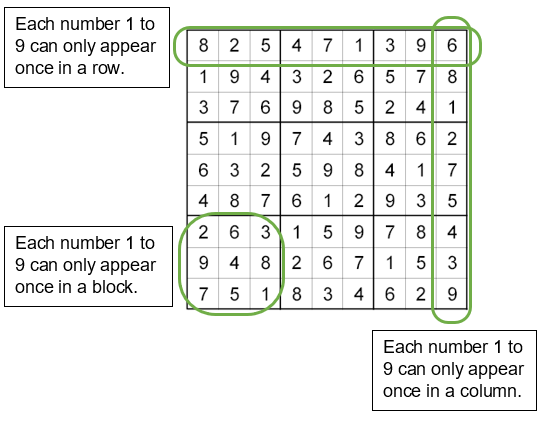 Each number 1 to
9 can only appear
once in a row.
8 2 5 4 7 1 3 9 6
1 9 4 3 2 6 5 7 8
3 7 6 9 8 5 2 4 1
5 1 9 7 4 3 8 6 2
6 3 2 5 9 8 4 1 7
4 8 7 6 1 2 9 3 5
2 6 3 1 5 9 7 8 4
9 4 8 2 6 7 1 5 3
7 5 1 8 3 4 6 2 9
Each number 1 to
9 can only appear
once in a block.
Each number 1 to
9 can only appear
once in a column.